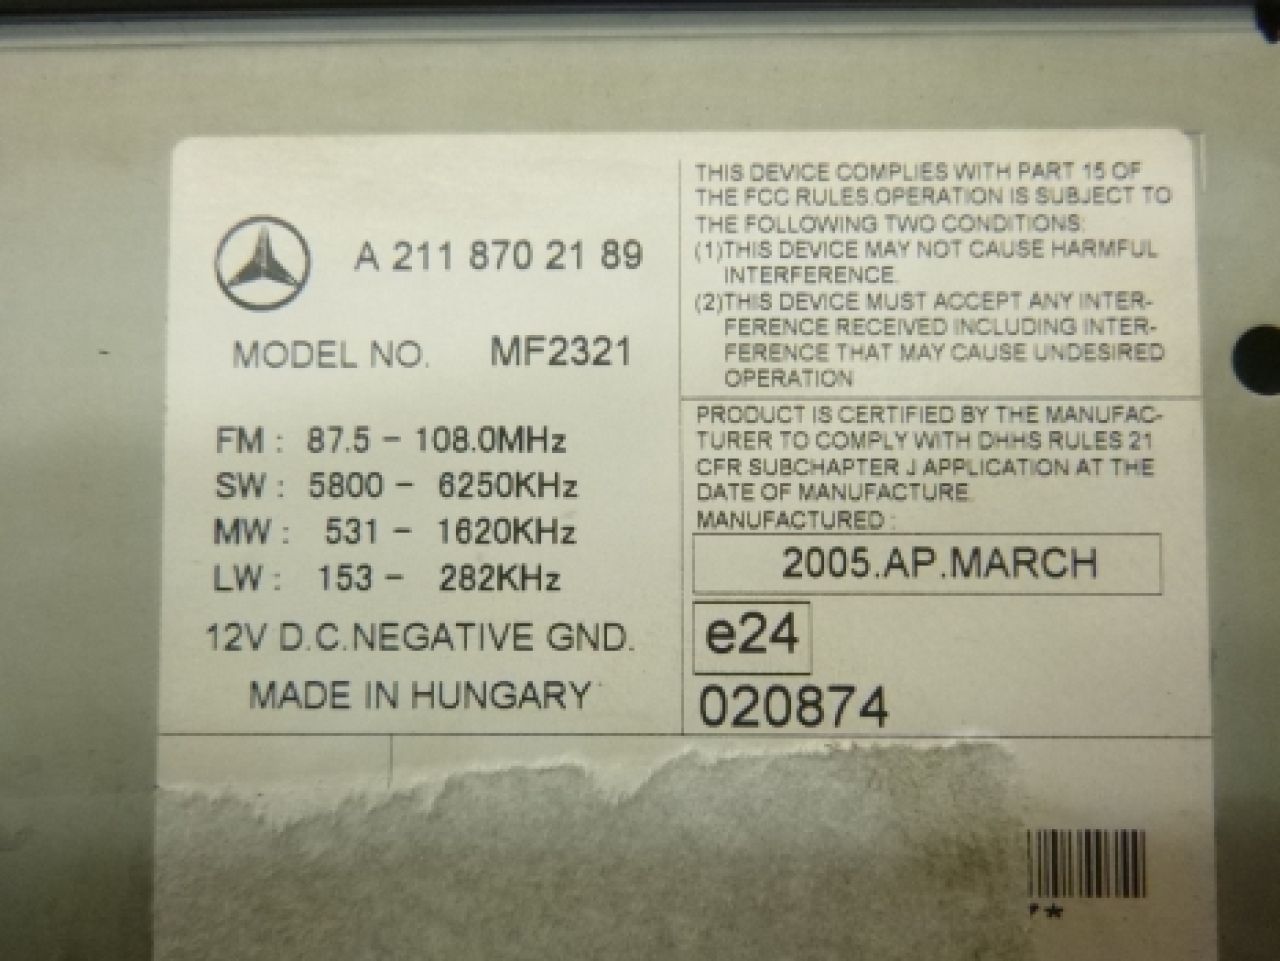 A 211 870 21 89
MODEL NO. MF2321
FM : 87.5 - 108.0MHz
SW : 5800 - 6250KHz
MW : 531 - 1620KHz
LW : 153 - 282KHz
12V D.C.NEGATIVE GND.
MADE IN HUNGARY
THIS DEVICE COMPLIES WITH PART 15 OF
THE FCC RULES.OPERATION IS SUBJECT TO
THE FOLLOWING TWO CONDITIONS:
(1)THIS DEVICE MAY NOT CAUSE HARMFUL
INTERFERENCE.
(2)THIS DEVICE MUST ACCEPT ANY INTER-
FERENCE RECEIVED INCLUDING INTER-
FERENCE THAT MAY CAUSE UNDESIRED
OPERATION
PRODUCT IS CERTIFIED BY THE MANUFAC-
TURER TO COMPLY WITH DHHS RULES 21
CFR SUBCHAPTER J APPLICATION AT THE
DATE OF MANUFACTURE.
MANUFACTURED :
2005.AP.MARCH
e24
020874